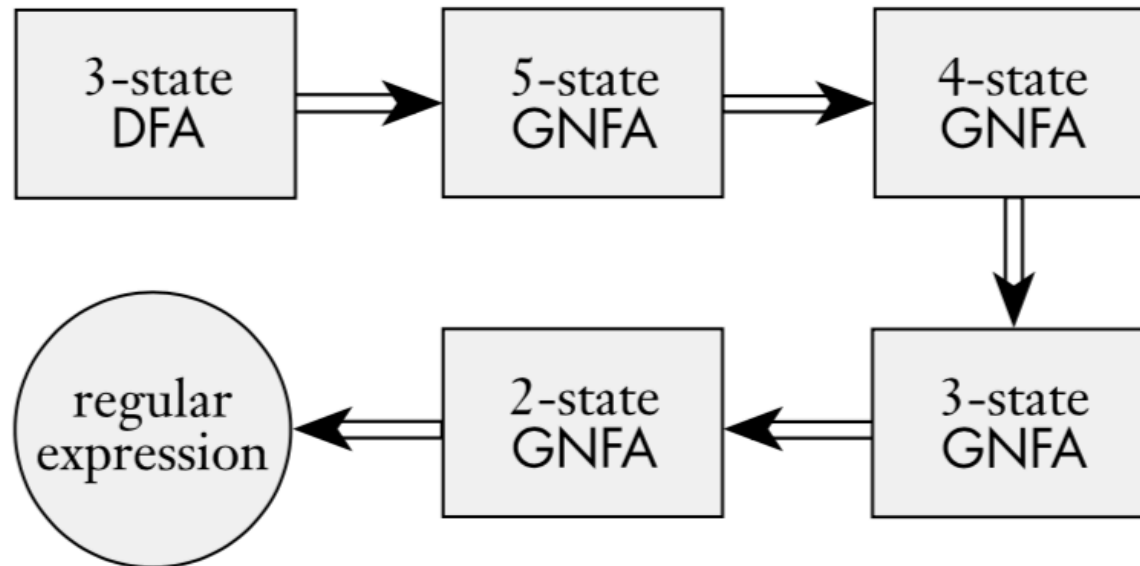 3-state
DFA
5-state
GNFA
4-state
GNFA
3-state
GNFA
2-state
GNFA
regular
expression